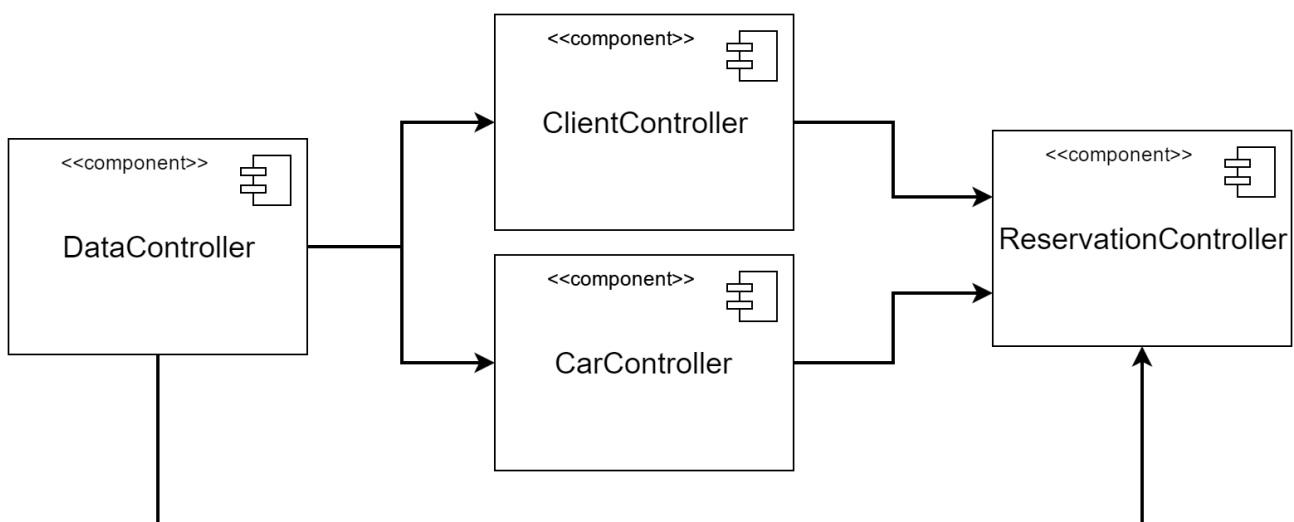 <<component>>
ClientController
<<component>>
DataController
<<component>>
ReservationController
<<component>>
CarController